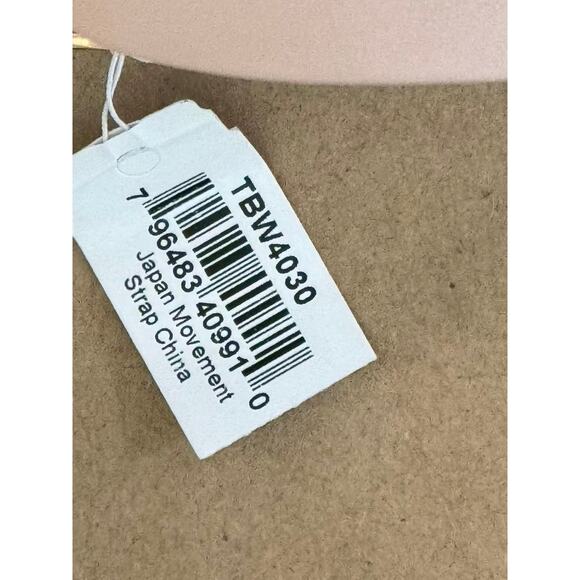 TBW4030
7 96483 40991 0
Japan Movement
Strap China